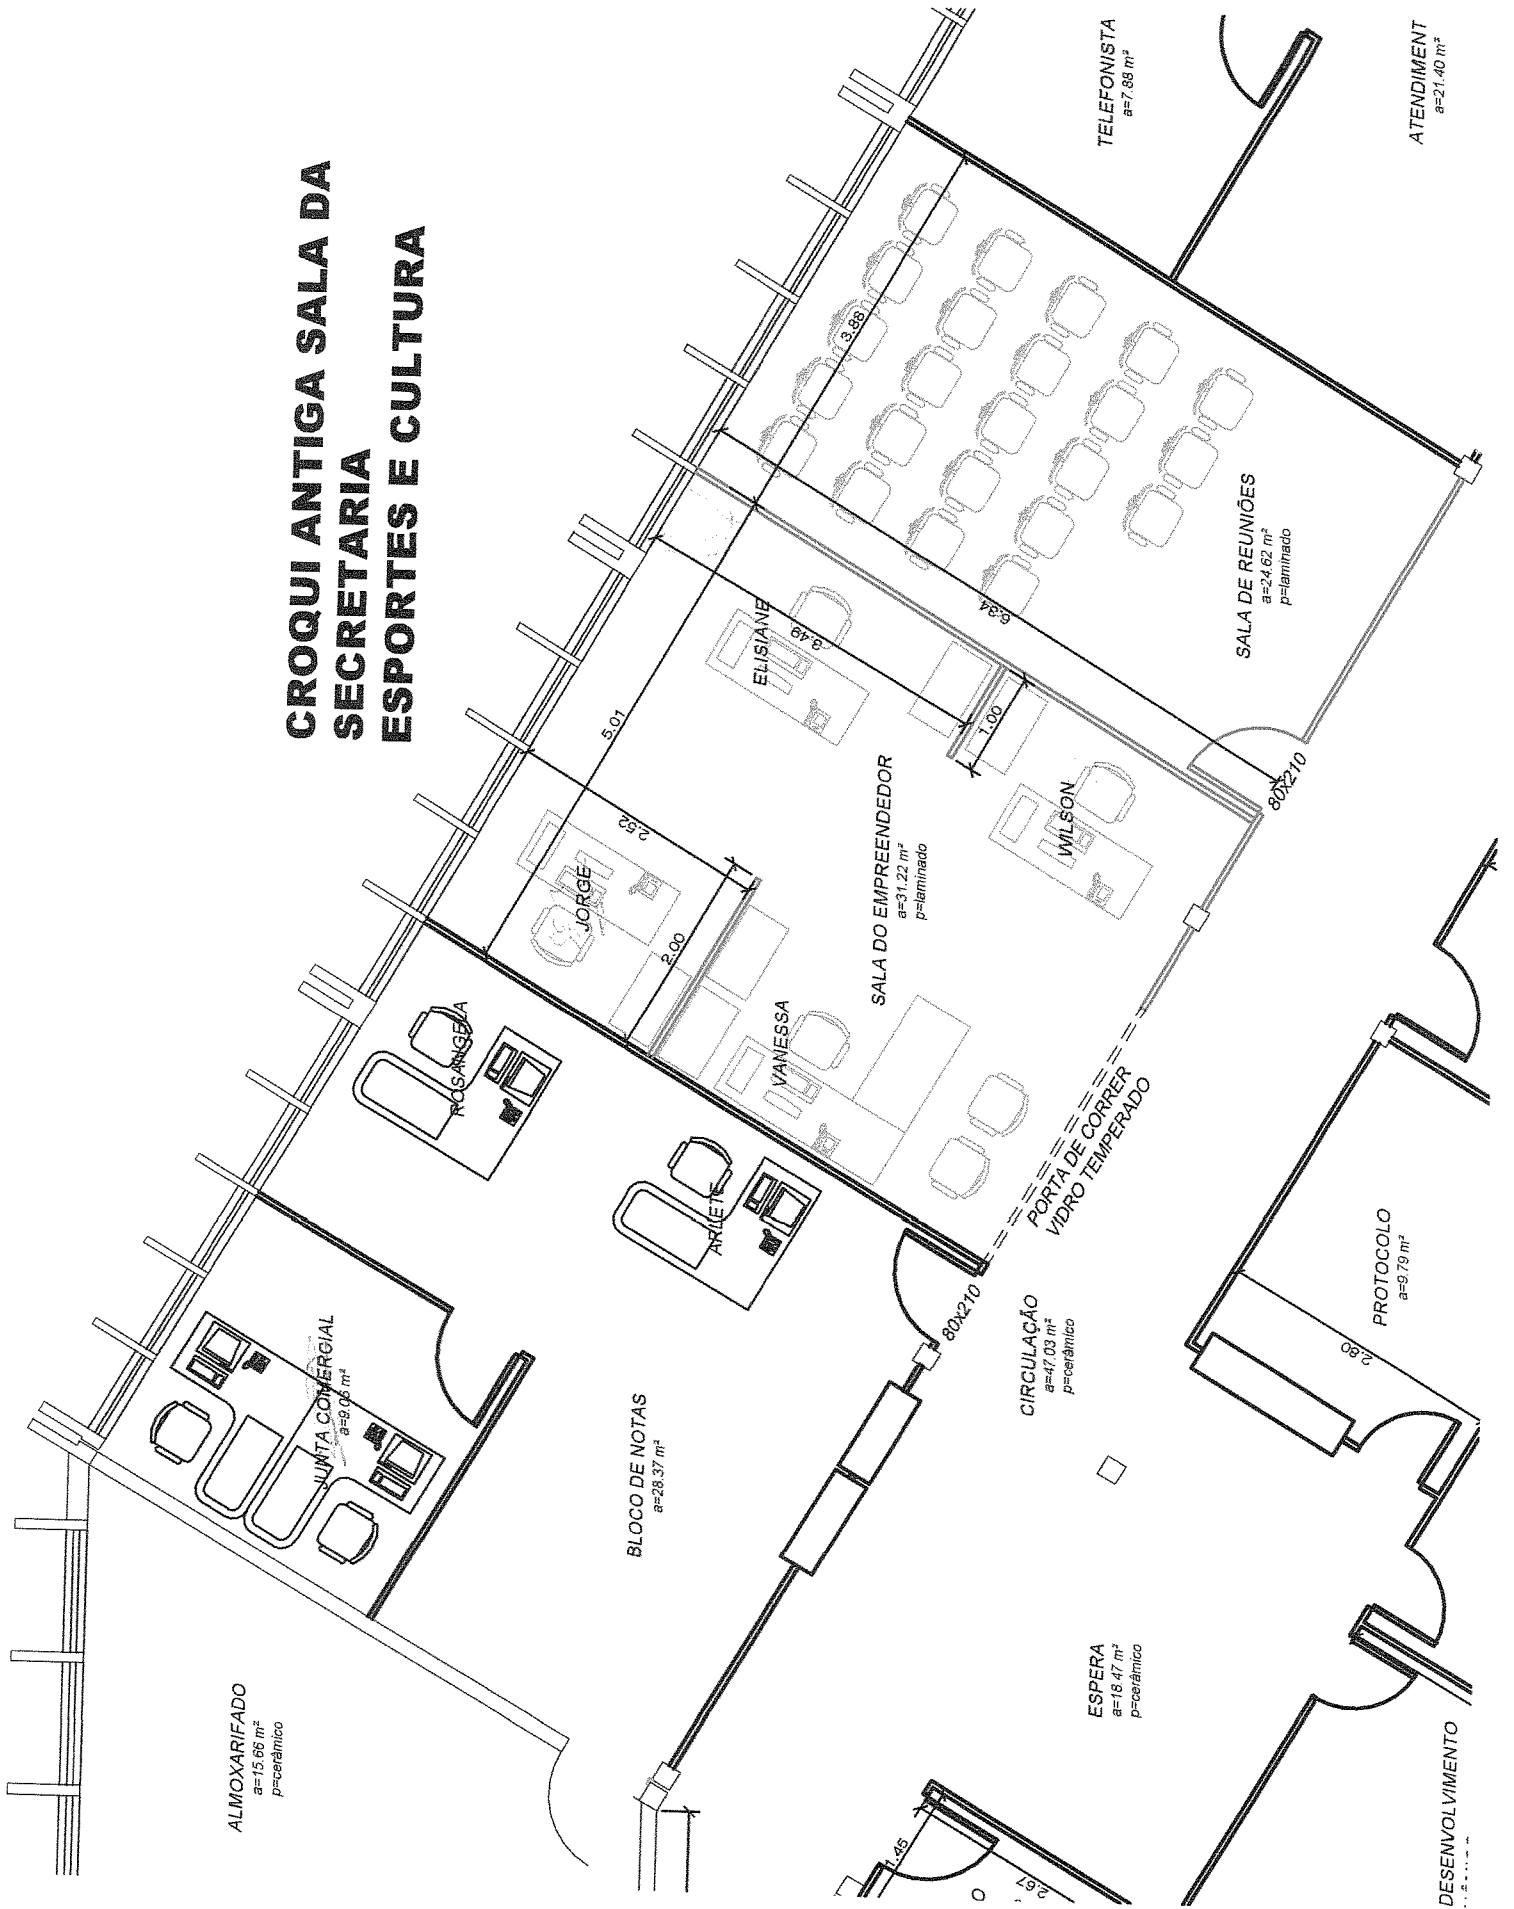 CROQUI ANTIGA SALA DA
SECRETARIA
ESPORTES E CULTURA
TELEFONISTA
a=7.88 m²
ATENDIMENT
a=21.40 m²
3.88
6.34
SALA DE REUNIÕES
a=24.62 m²
p=laminado
80x210
ELISIANE
3.49
5.01
1.00
WILSON
2.52
JORGE
2.00
SALA DO EMPREENDEDOR
a=31.22 m²
p=laminado
VANESSA
PORTA DE CORRER
VIDRO TEMPERADO
ROSANGELA
ARLETE
80x210
JUNTA COMERCIAL
a=9.06 m²
BLOCO DE NOTAS
a=28.37 m²
CIRCULAÇÃO
a=47.03 m²
p=cerâmico
PROTOCOLO
a=9.79 m²
2.80
ALMOXARIFADO
a=15.66 m²
p=cerâmico
ESPERA
a=18.47 m²
p=cerâmico
1.45
2.67
O
DESENVOLVIMENTO